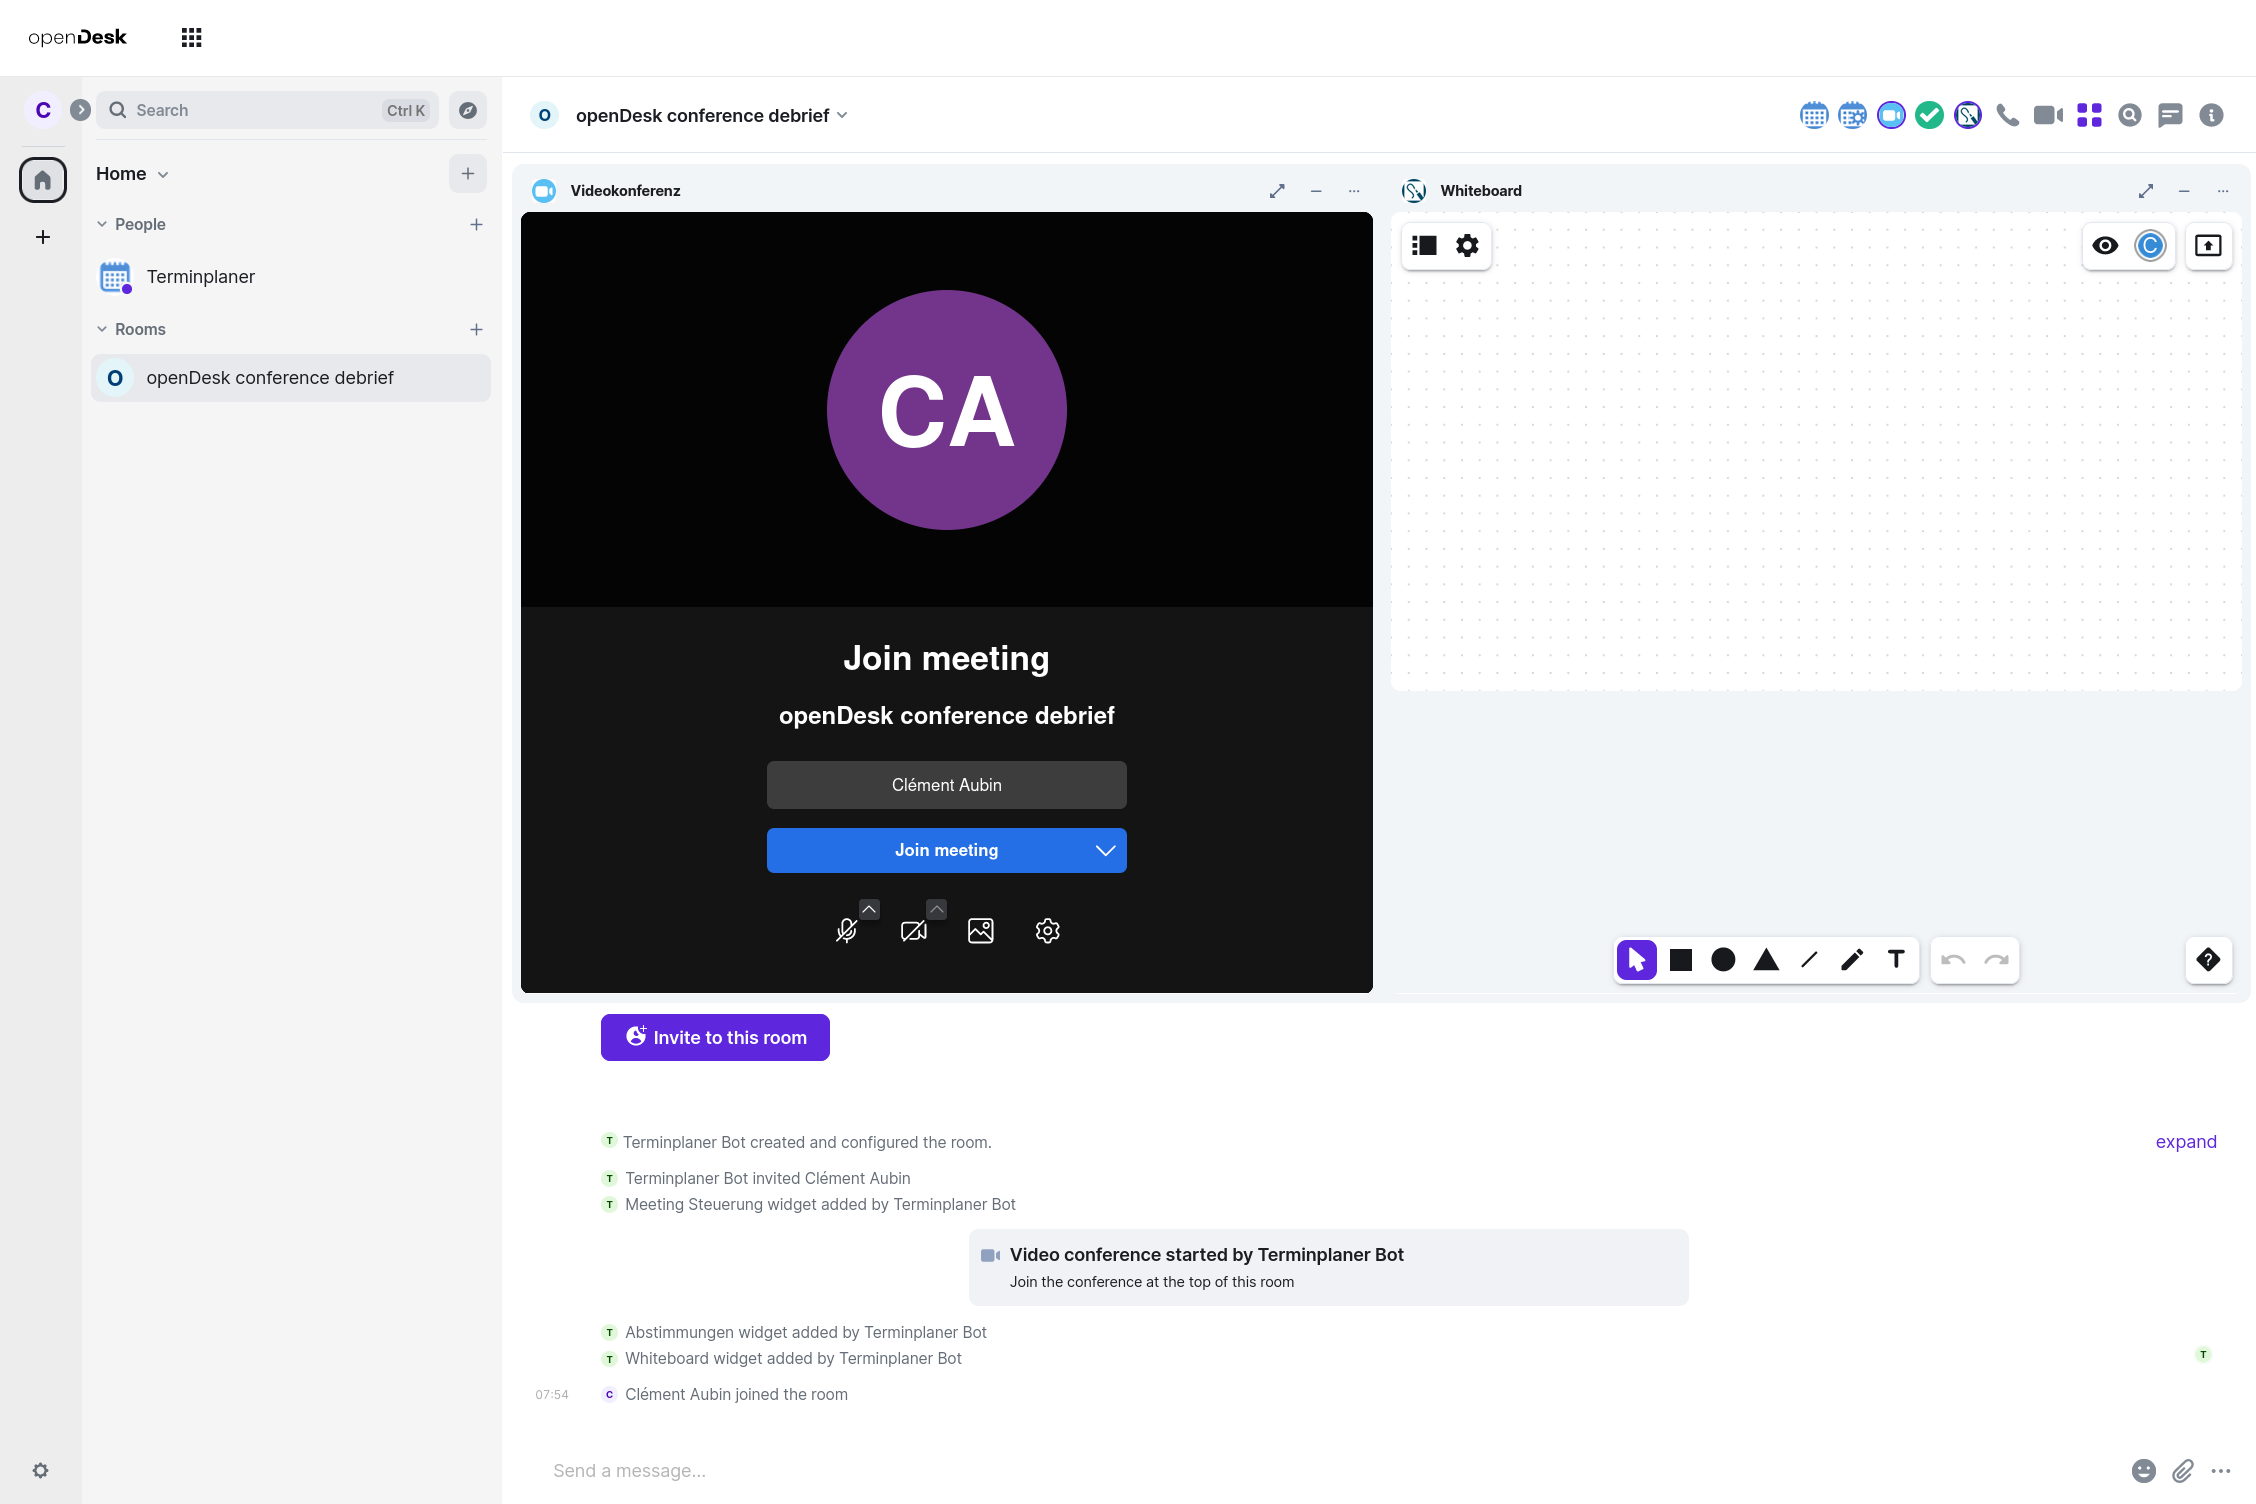 openDesk
C
Search Ctrl K
Home
People
Terminplaner
Rooms
O openDesk conference debrief
O openDesk conference debrief
Videokonferenz
CA
Join meeting
openDesk conference debrief
Clément Aubin
Join meeting
Whiteboard
C
T
?
Invite to this room
T Terminplaner Bot created and configured the room. expand
T Terminplaner Bot invited Clément Aubin
T Meeting Steuerung widget added by Terminplaner Bot
Video conference started by Terminplaner Bot
Join the conference at the top of this room
T Abstimmungen widget added by Terminplaner Bot
T Whiteboard widget added by Terminplaner Bot T
07:54 C Clément Aubin joined the room
Send a message...